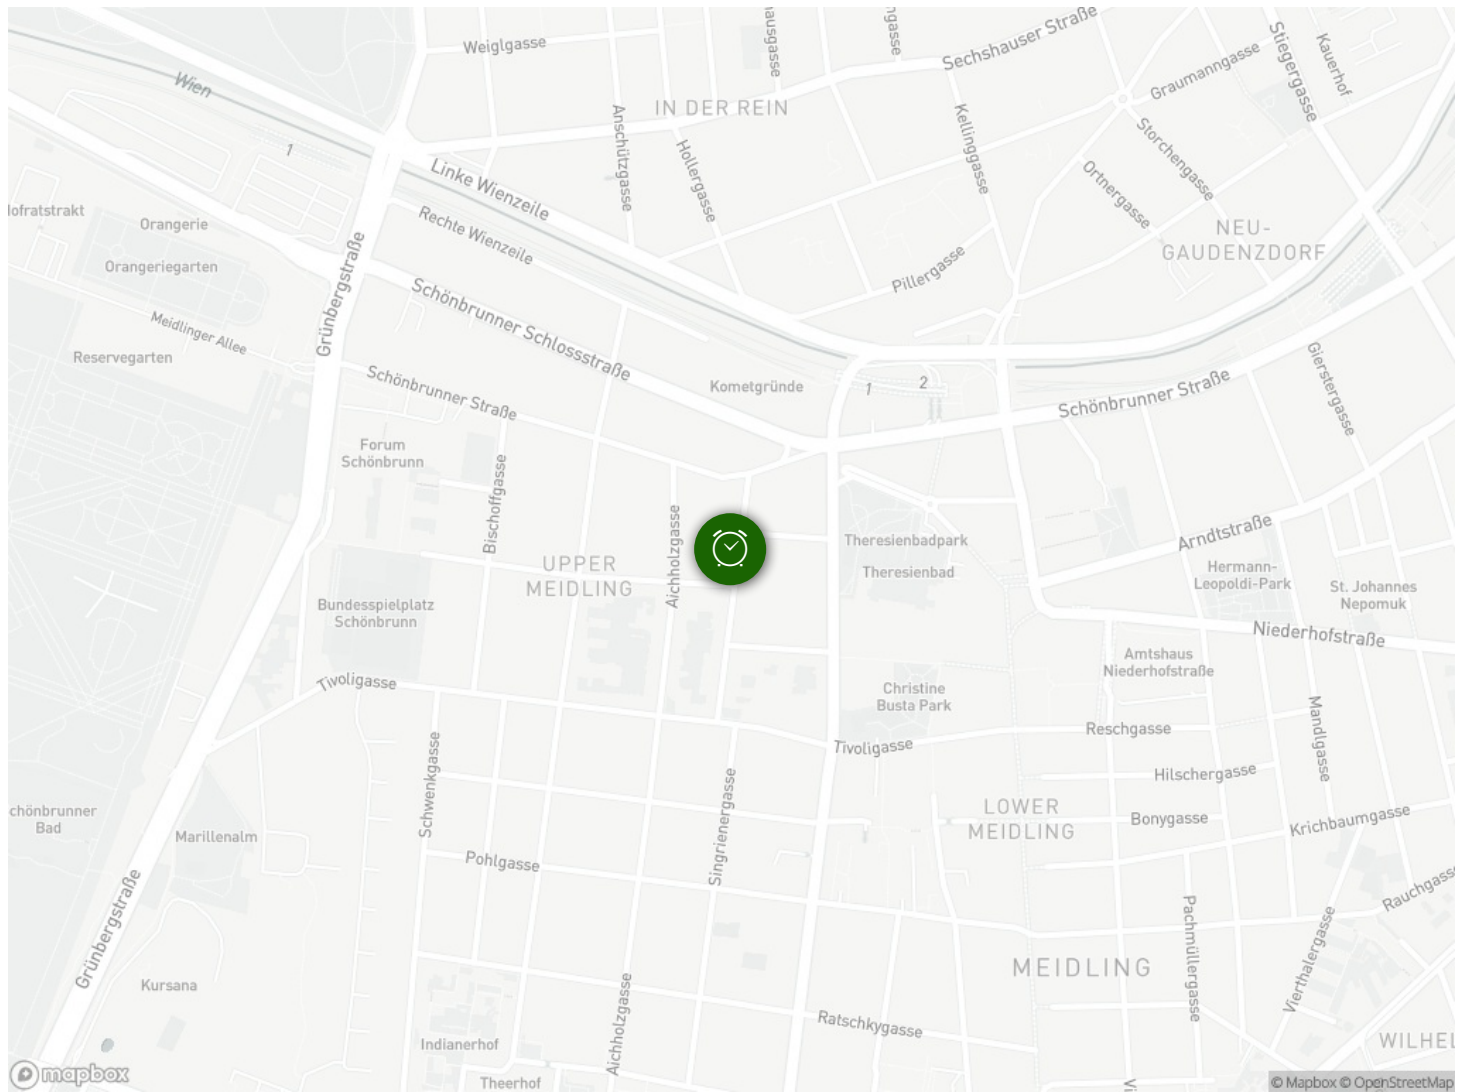 Weiglgasse
Sechshauser Straße
Stiegergasse
Kauerhof
Graumanngasse
Wien
IN DER REIN
Anschützgasse
Hollergasse
Kellinggasse
Storchengasse
Ortnergasse
1
Linke Wienzeile
Rechte Wienzeile
Orangerie
Orangeriegarten
Grünbergstraße
NEU-
GAUDENZDORF
Pillergasse
Schönbrunner Schlossstraße
Meidlinger Allee
Reservegarten
Schönbrunner Straße
Kometgründe
1
2
Schönbrunner Straße
Gierstergasse
Forum
Schönbrunn
Bischoffgasse
Aichholzgasse
UPPER
MEIDLING
Theresienbadpark
Theresienbad
Arndtstraße
Hermann-
Leopoldi-Park
St. Johannes
Nepomuk
Bundesspielplatz
Schönbrunn
Niederhofstraße
Amtshaus
Niederhofstraße
Tivoligasse
Christine
Busta Park
Tivoligasse
Reschgasse
Mandlgasse
Hilschergasse
Schwenkgasse
Singrienergasse
LOWER
MEIDLING
Bonygasse
Krichbaumgasse
Bad
Marillenalm
Pohlgasse
Grünbergstraße
Pachmüllergasse
Vierthalergasse
MEIDLING
Kursana
Aichholzgasse
Ratschkygasse
Indianerhof
Theerhof
mapbox
© Mapbox © OpenStreetMap